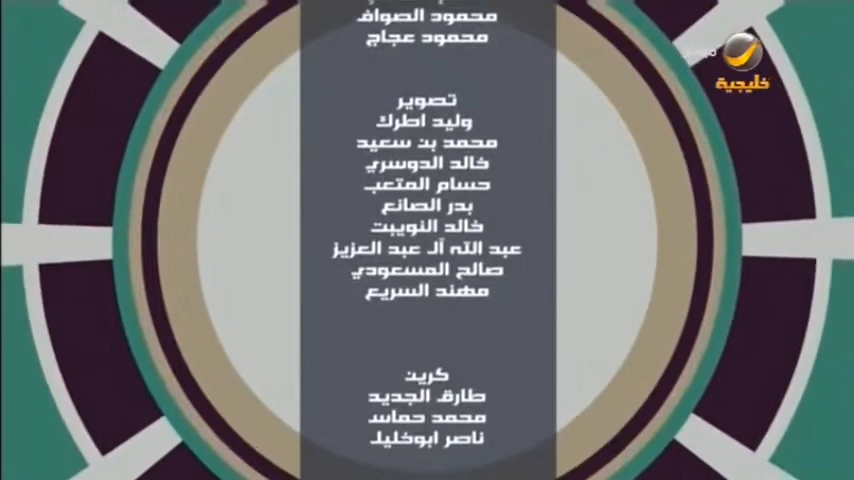 محمود الصواف
محمود عجاج
خليجية
تصوير
وليد اطرك
محمد بن سعيد
خالد الدوسري
حسام المتعب
بدر الصانع
خالد النويبت
عبد الله آل عبد العزيز
صالح المسعودي
مهند السريع
كرين
طارق الجديد
محمد حماس
ناصر ابوخليل